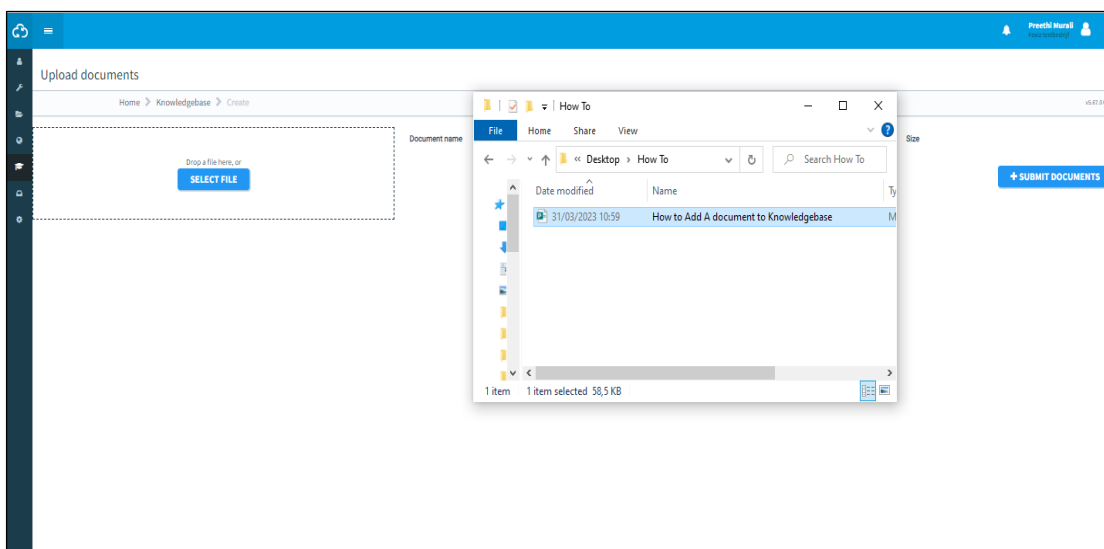 Preethi Murali
Upload documents
Home > Knowledgebase > Create
Drop a file here, or
SELECT FILE
Document name
Size
+ SUBMIT DOCUMENTS
How To
File Home Share View
« Desktop > How To
Search How To
Date modified Name Ty
31/03/2023 10:59 How to Add A document to Knowledgebase M
1 item 1 item selected 58,5 KB